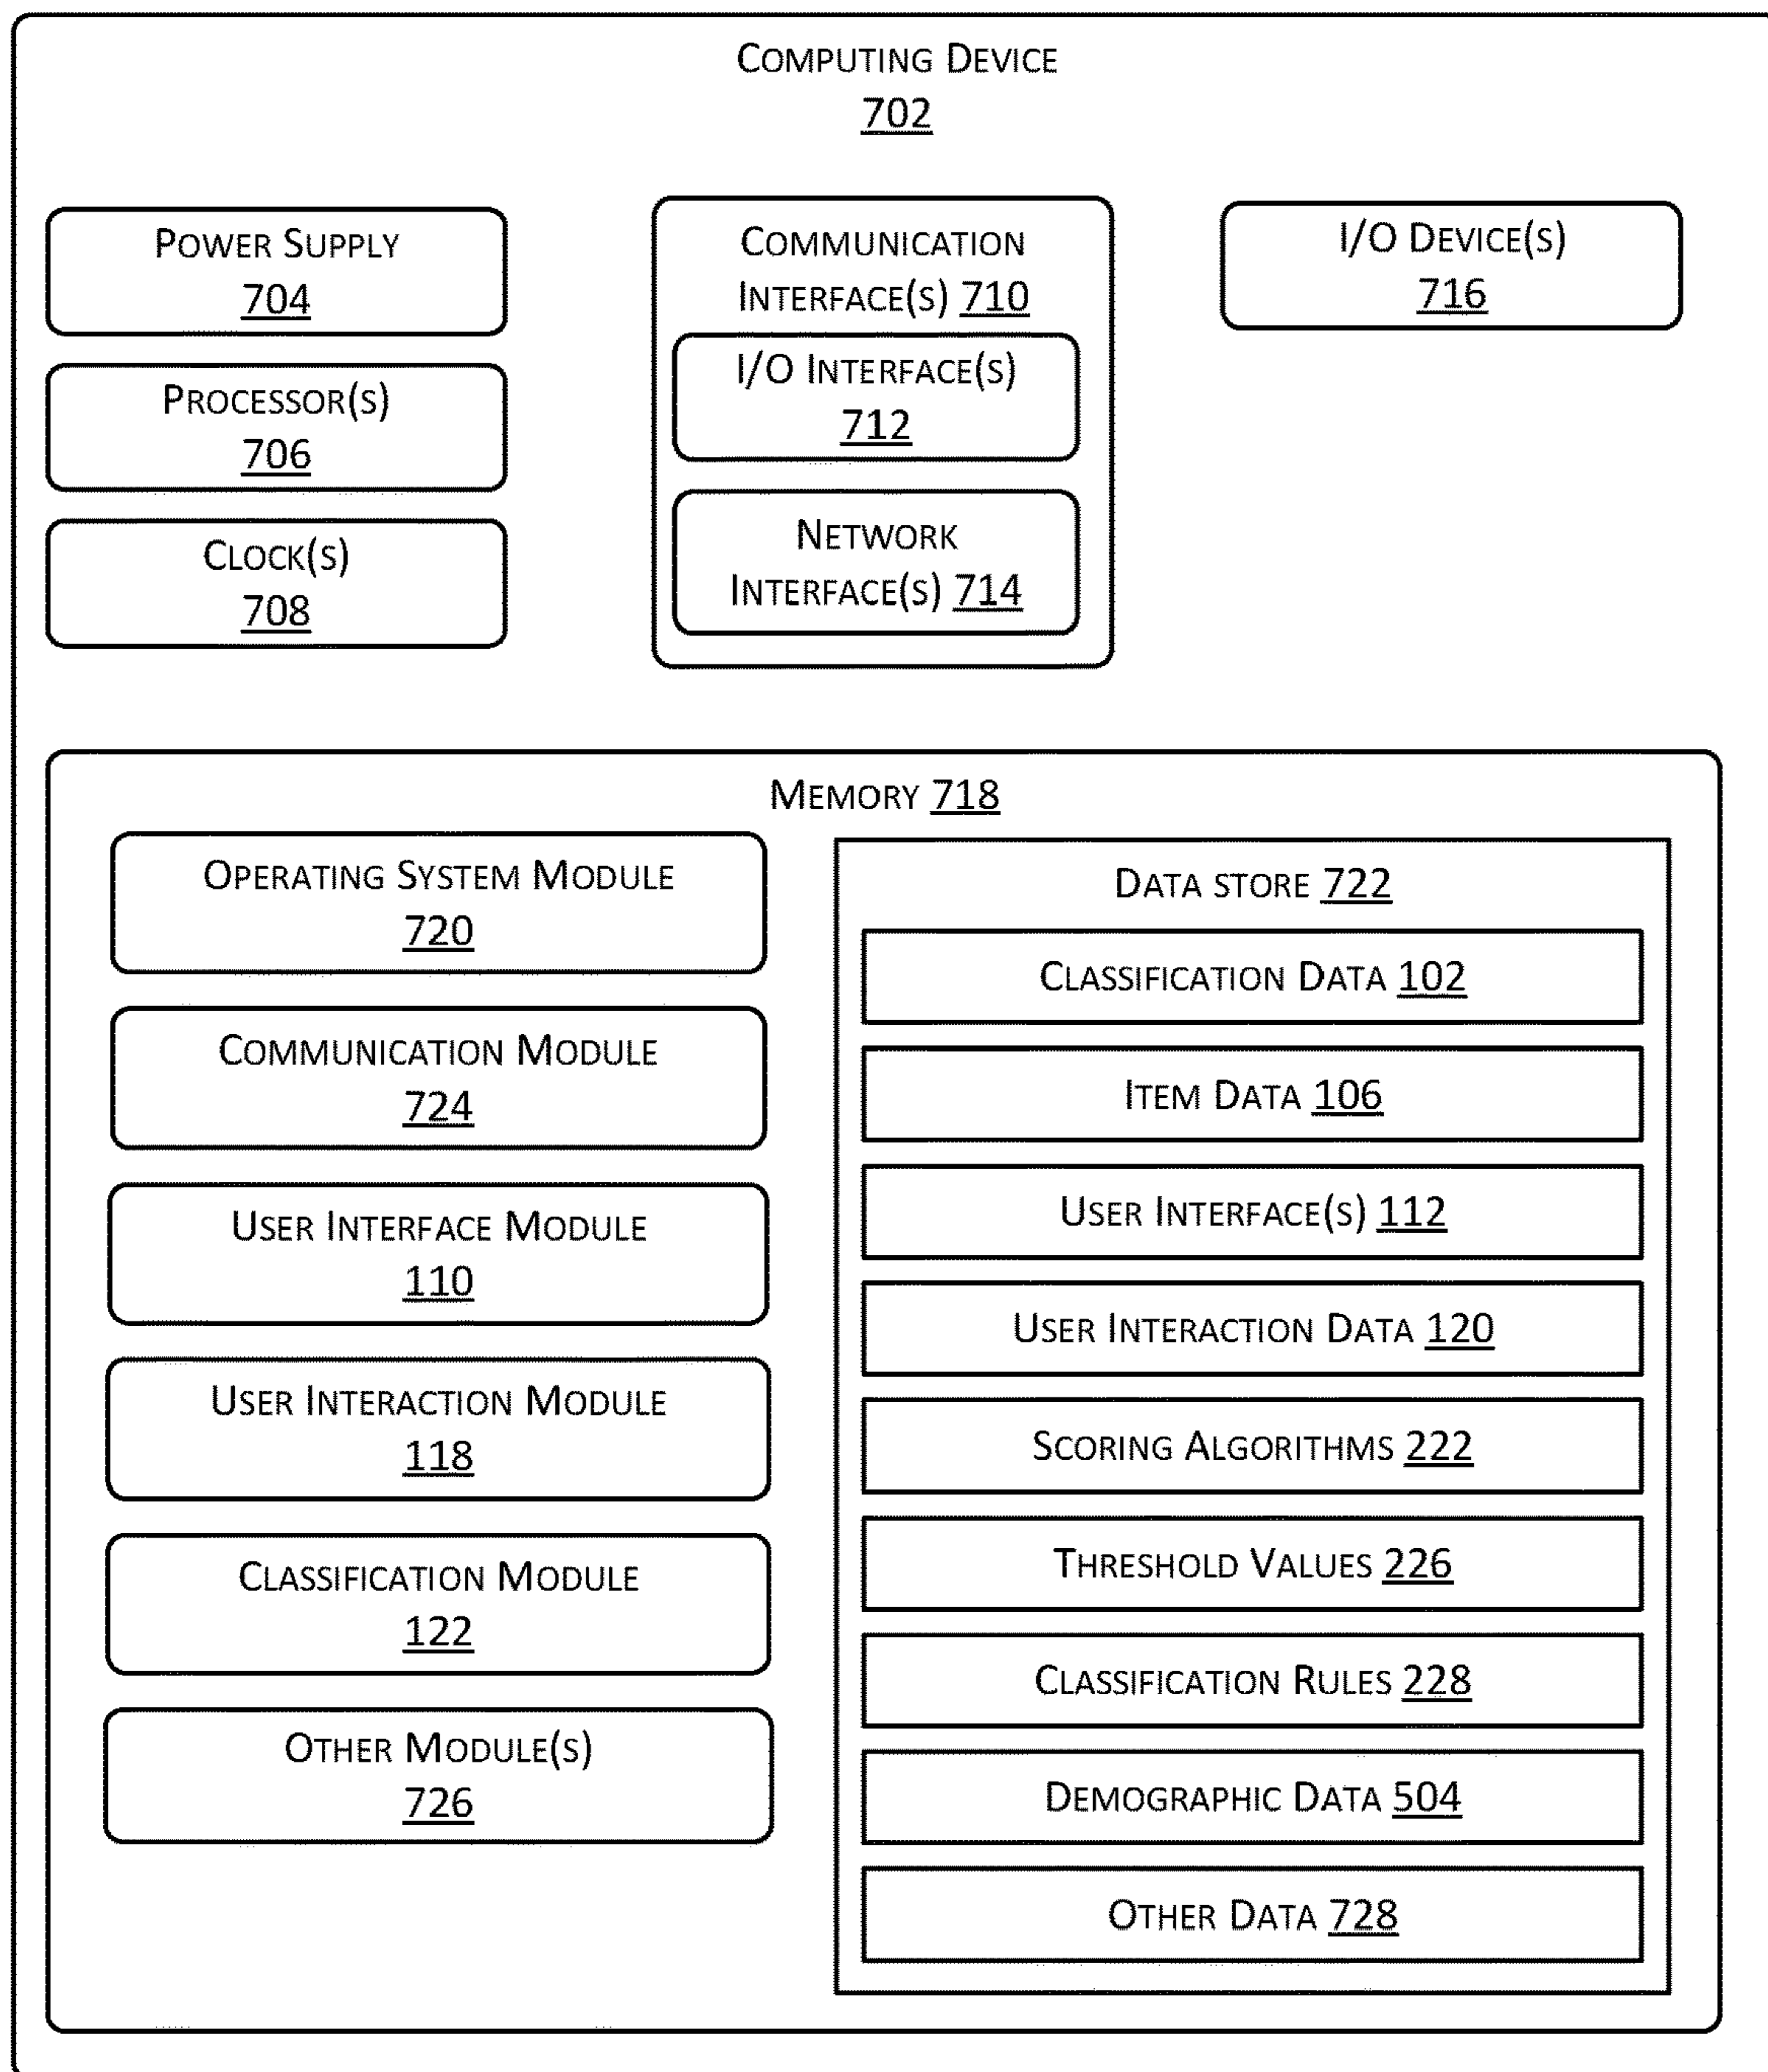 COMPUTING DEVICE
702
POWER SUPPLY
704
PROCESSOR(S)
706
CLOCK(S)
708
COMMUNICATION
INTERFACE(S) 710
I/O INTERFACE(S)
712
NETWORK
INTERFACE(S) 714
I/O DEVICE(S)
716
MEMORY 718
OPERATING SYSTEM MODULE
720
COMMUNICATION MODULE
724
USER INTERFACE MODULE
110
USER INTERACTION MODULE
118
CLASSIFICATION MODULE
122
OTHER MODULE(S)
726
DATA STORE 722
CLASSIFICATION DATA 102
ITEM DATA 106
USER INTERFACE(S) 112
USER INTERACTION DATA 120
SCORING ALGORITHMS 222
THRESHOLD VALUES 226
CLASSIFICATION RULES 228
DEMOGRAPHIC DATA 504
OTHER DATA 728